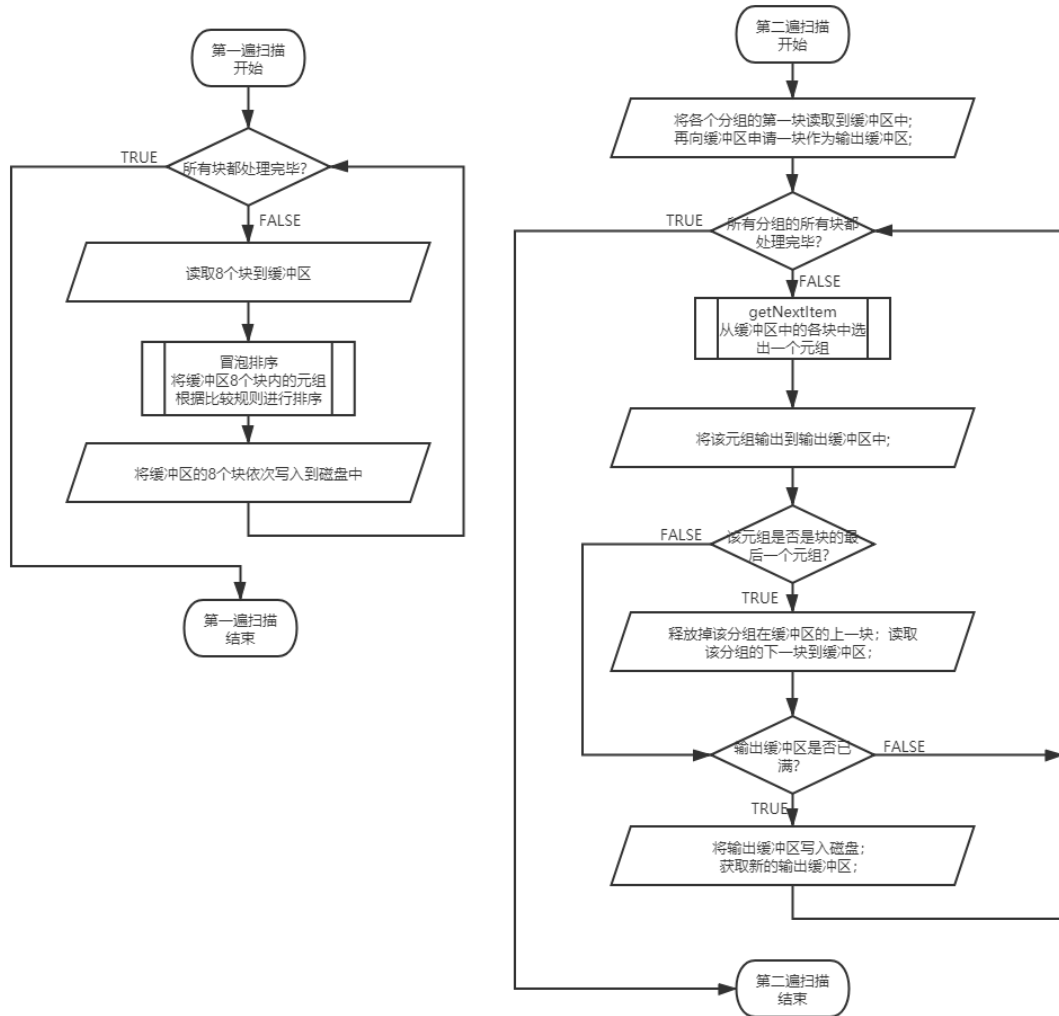 第一遍扫描
开始
所有块都处理完毕?
TRUE
FALSE
读取8个块到缓冲区
冒泡排序
将缓冲区8个块内的元组
根据比较规则进行排序
将缓冲区的8个块依次写入到磁盘中
第一遍扫描
结束
第二遍扫描
开始
将各个分组的第一块读取到缓冲区中;
再向缓冲区申请一块作为输出缓冲区;
所有分组的所有块都
处理完毕?
TRUE
FALSE
getNextItem
从缓冲区中的各块中选
出一个元组
将该元组输出到输出缓冲区中;
该元组是否是块的最
后一个元组?
FALSE
TRUE
释放掉该分组在缓冲区的上一块；读取
该分组的下一块到缓冲区；
输出缓冲区是否已
满?
FALSE
TRUE
将输出缓冲区写入磁盘；
获取新的输出缓冲区；
第二遍扫描
结束